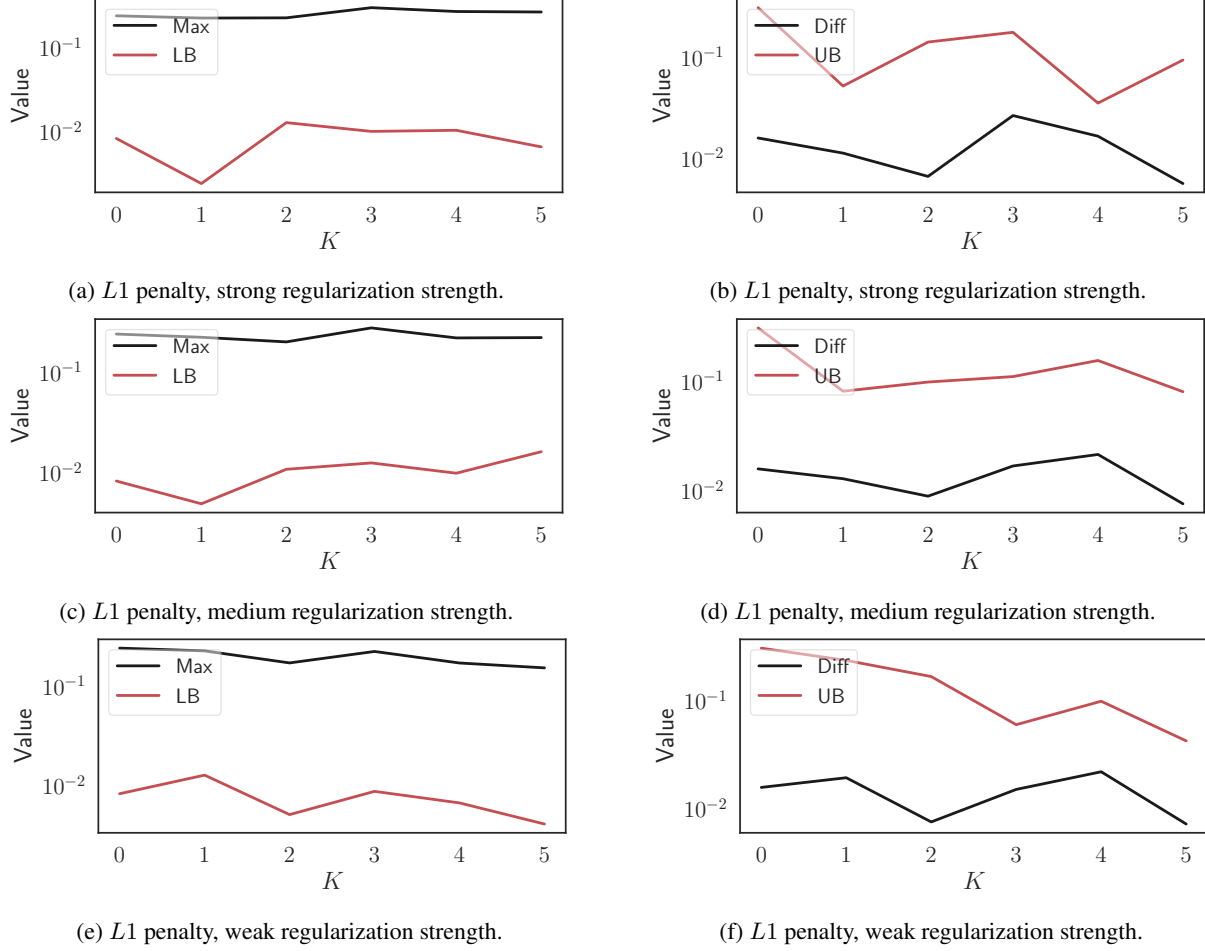 Max
LB
10^{-1}
10^{-2}
Value
0 1 2 3 4 5
K
(a) L1 penalty, strong regularization strength.
Diff
UB
10^{-1}
10^{-2}
Value
0 1 2 3 4 5
K
(b) L1 penalty, strong regularization strength.
Max
LB
10^{-1}
10^{-2}
Value
0 1 2 3 4 5
K
(c) L1 penalty, medium regularization strength.
Diff
UB
10^{-1}
10^{-2}
Value
0 1 2 3 4 5
K
(d) L1 penalty, medium regularization strength.
Max
LB
10^{-1}
10^{-2}
Value
0 1 2 3 4 5
K
(e) L1 penalty, weak regularization strength.
Diff
UB
10^{-1}
10^{-2}
Value
0 1 2 3 4 5
K
(f) L1 penalty, weak regularization strength.